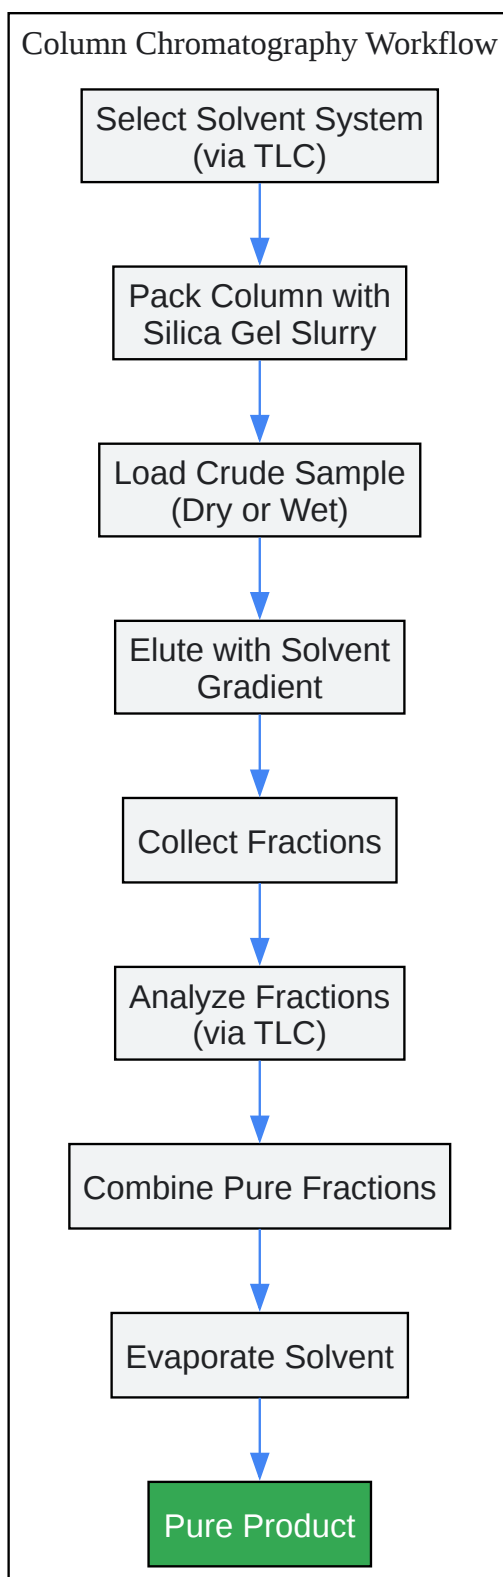 Column Chromatography Workflow
Select Solvent System
(via TLC)
Pack Column with
Silica Gel Slurry
Load Crude Sample
(Dry or Wet)
Elute with Solvent
Gradient
Collect Fractions
Analyze Fractions
(via TLC)
Combine Pure Fractions
Evaporate Solvent
Pure Product